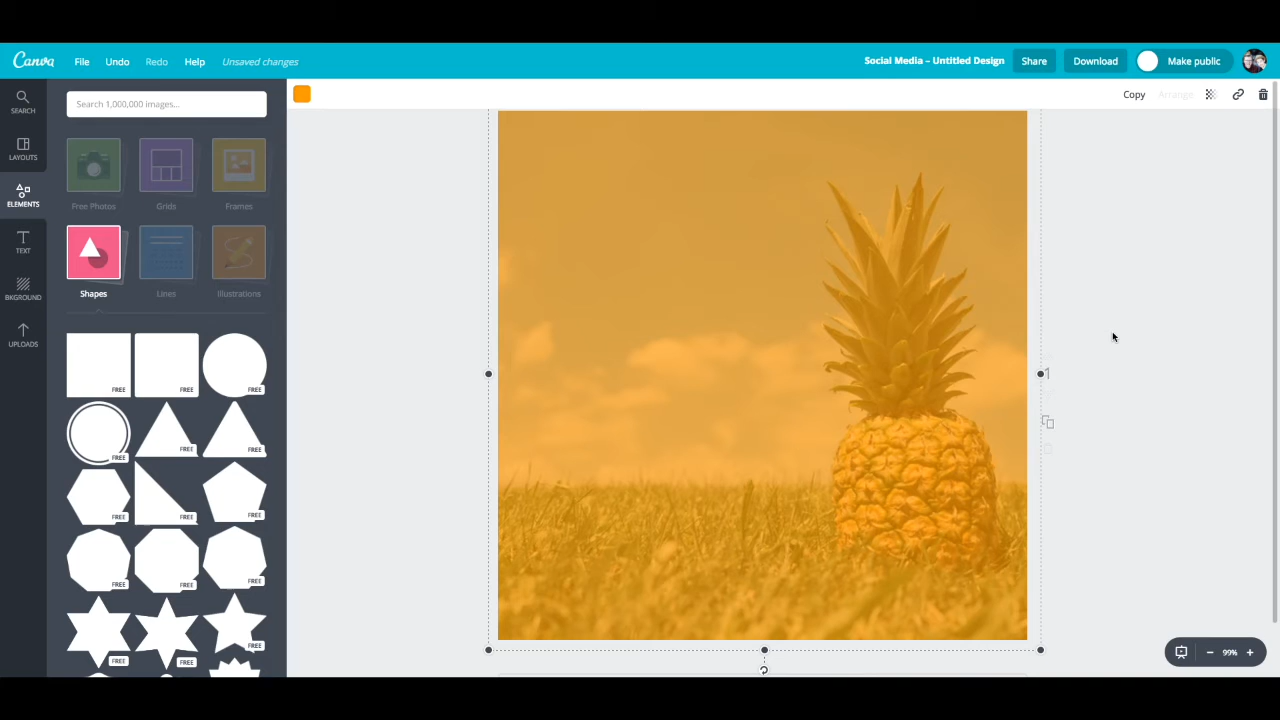 Canva File Undo Redo Help Unsaved changes Social Media – Untitled Design Share Download Make public
SEARCH
LAYOUTS
ELEMENTS
TEXT
BKGROUND
UPLOADS
Search 1,000,000 images...
Free Photos Grids Frames
Shapes Lines Illustrations
FREE FREE FREE
FREE FREE FREE
FREE FREE FREE
FREE FREE FREE
FREE FREE FREE
Copy Arrange
1
99%